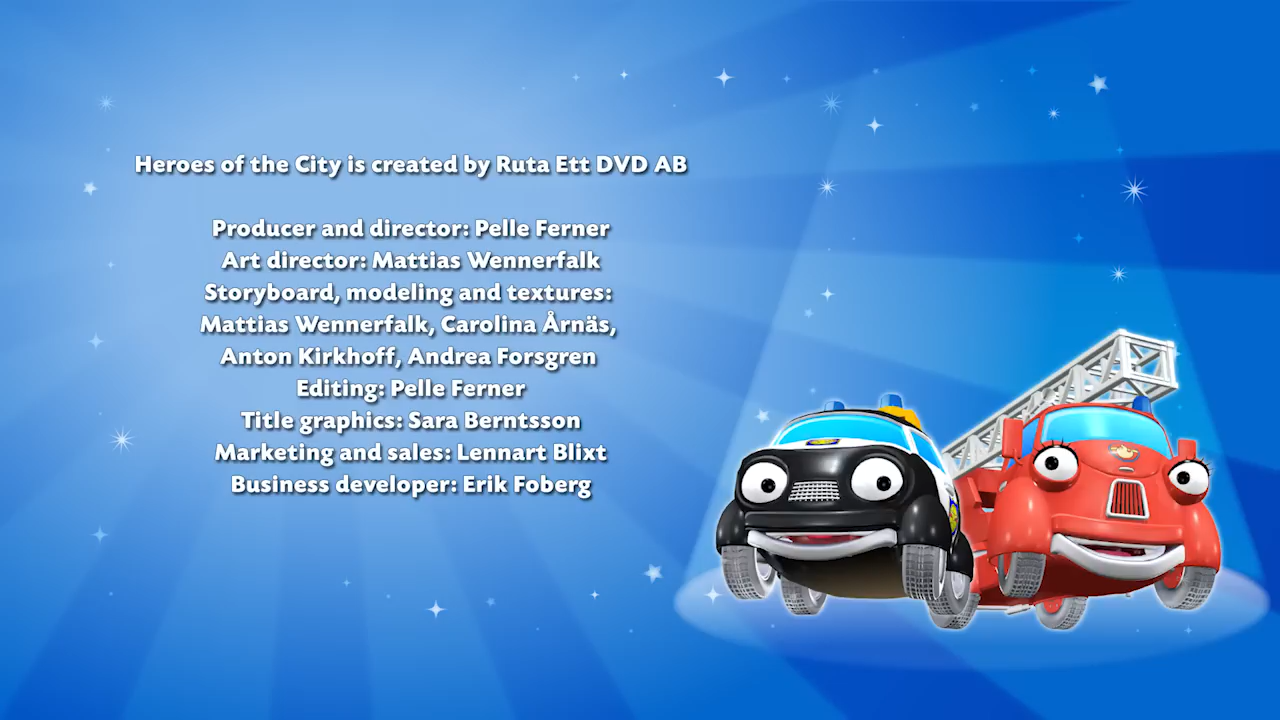 Heroes of the City is created by Ruta Ett DVD AB
Producer and director: Pelle Ferner
Art director: Mattias Wennerfalk
Storyboard, modeling and textures:
Mattias Wennerfalk, Carolina Årnäs,
Anton Kirkhoff, Andrea Forsgren
Editing: Pelle Ferner
Title graphics: Sara Berntsson
Marketing and sales: Lennart Blixt
Business developer: Erik Foberg